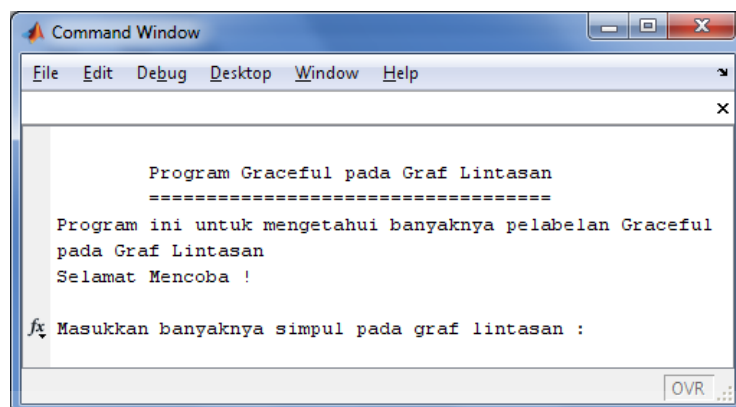 Command Window
File Edit Debug Desktop Window Help
Program Graceful pada Graf Lintasan
===================================
Program ini untuk mengetahui banyaknya pelabelan Graceful
pada Graf Lintasan
Selamat Mencoba !
fx Masukkan banyaknya simpul pada graf lintasan :
OVR